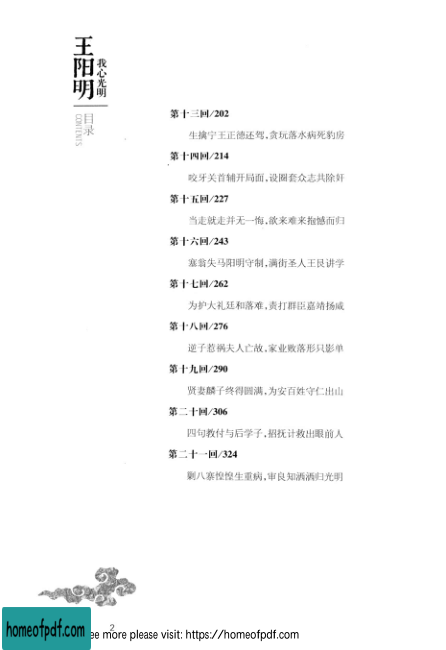 王阳明
我心光明
目录
CONTENTS
第十三回/202
生擒宁王正德还驾,贪玩落水病死豹房
第十四回/214
咬牙关首辅开局面,设圈套众志共除奸
第十五回/227
当走就走并无一悔,欲来难来抱憾而归
第十六回/243
塞翁失马阳明守制,满街圣人王艮讲学
第十七回/262
为护大礼廷和落难,责打群臣嘉靖扬威
第十八回/276
逆子惹祸夫人亡故,家业败落形只影单
第十九回/290
贤妻麟子终得圆满,为安百姓守仁出山
第二十回/306
四句教付与后学子,招抚计救出眼前人
第二十一回/324
剿八寨惶惶生重病,审良知洒洒归光明
2
homeofpdf.com
ee more please visit: https://homeofpdf.com